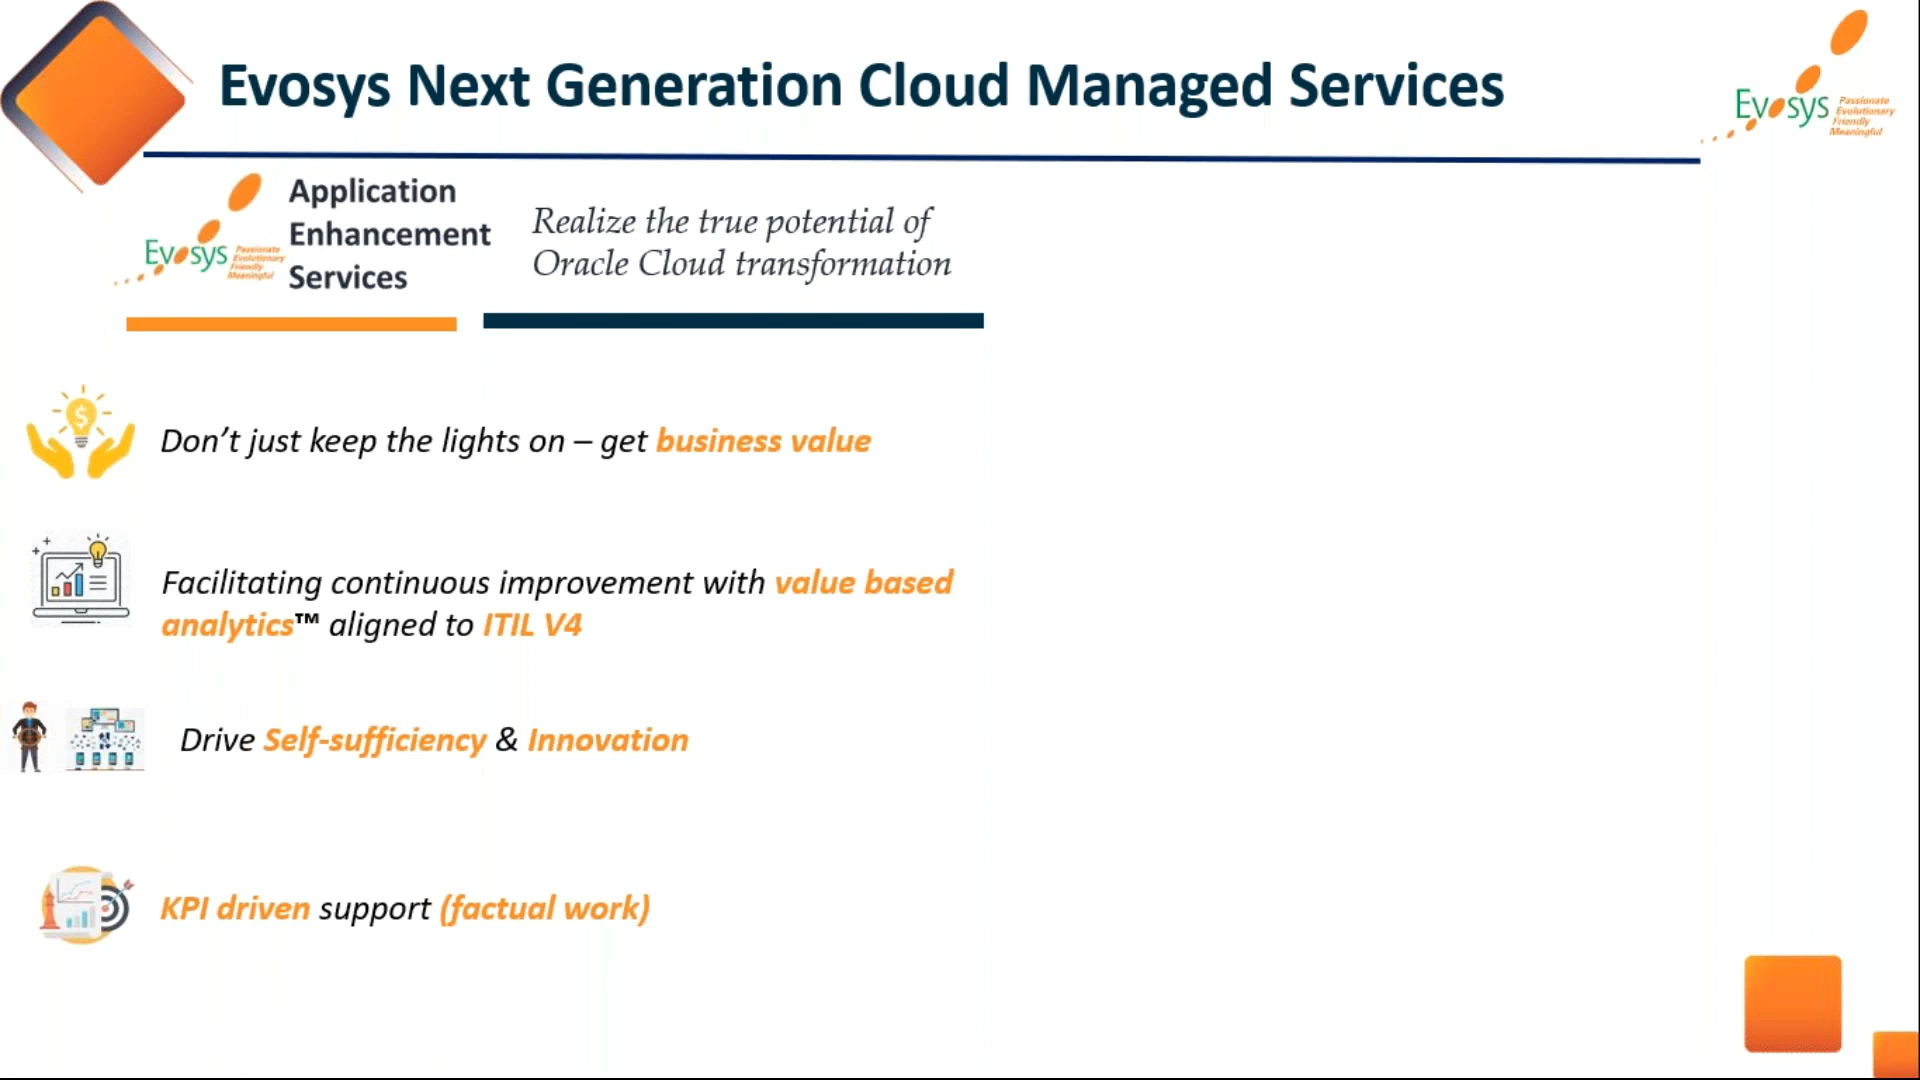 Evosys Next Generation Cloud Managed Services
Evosys
Passionate
Evolutionary
Friendly
Meaningful
Evosys
Passionate
Evolutionary
Friendly
Meaningful
Application
Enhancement
Services
Realize the true potential of
Oracle Cloud transformation
$
Don’t just keep the lights on – get business value
Facilitating continuous improvement with value based
analytics™ aligned to ITIL V4
Drive Self-sufficiency & Innovation
KPI driven support (factual work)